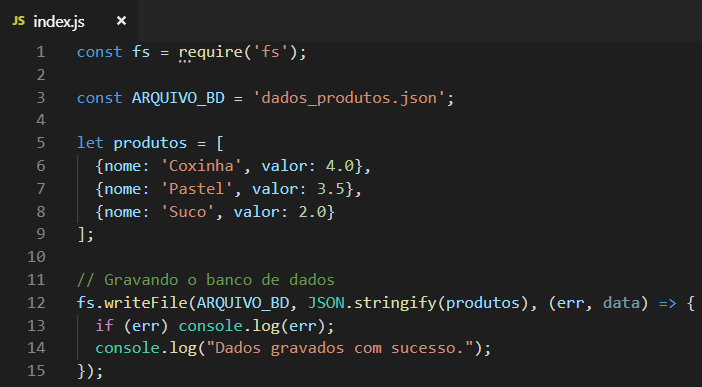 JS index.js ×
1 const fs = require('fs');
2
3 const ARQUIVO_BD = 'dados_produtos.json';
4
5 let produtos = [
6   {nome: 'Coxinha', valor: 4.0},
7   {nome: 'Pastel', valor: 3.5},
8   {nome: 'Suco', valor: 2.0}
9 ];
10
11 // Gravando o banco de dados
12 fs.writeFile(ARQUIVO_BD, JSON.stringify(produtos), (err, data) => {
13   if (err) console.log(err);
14   console.log("Dados gravados com sucesso.");
15 });